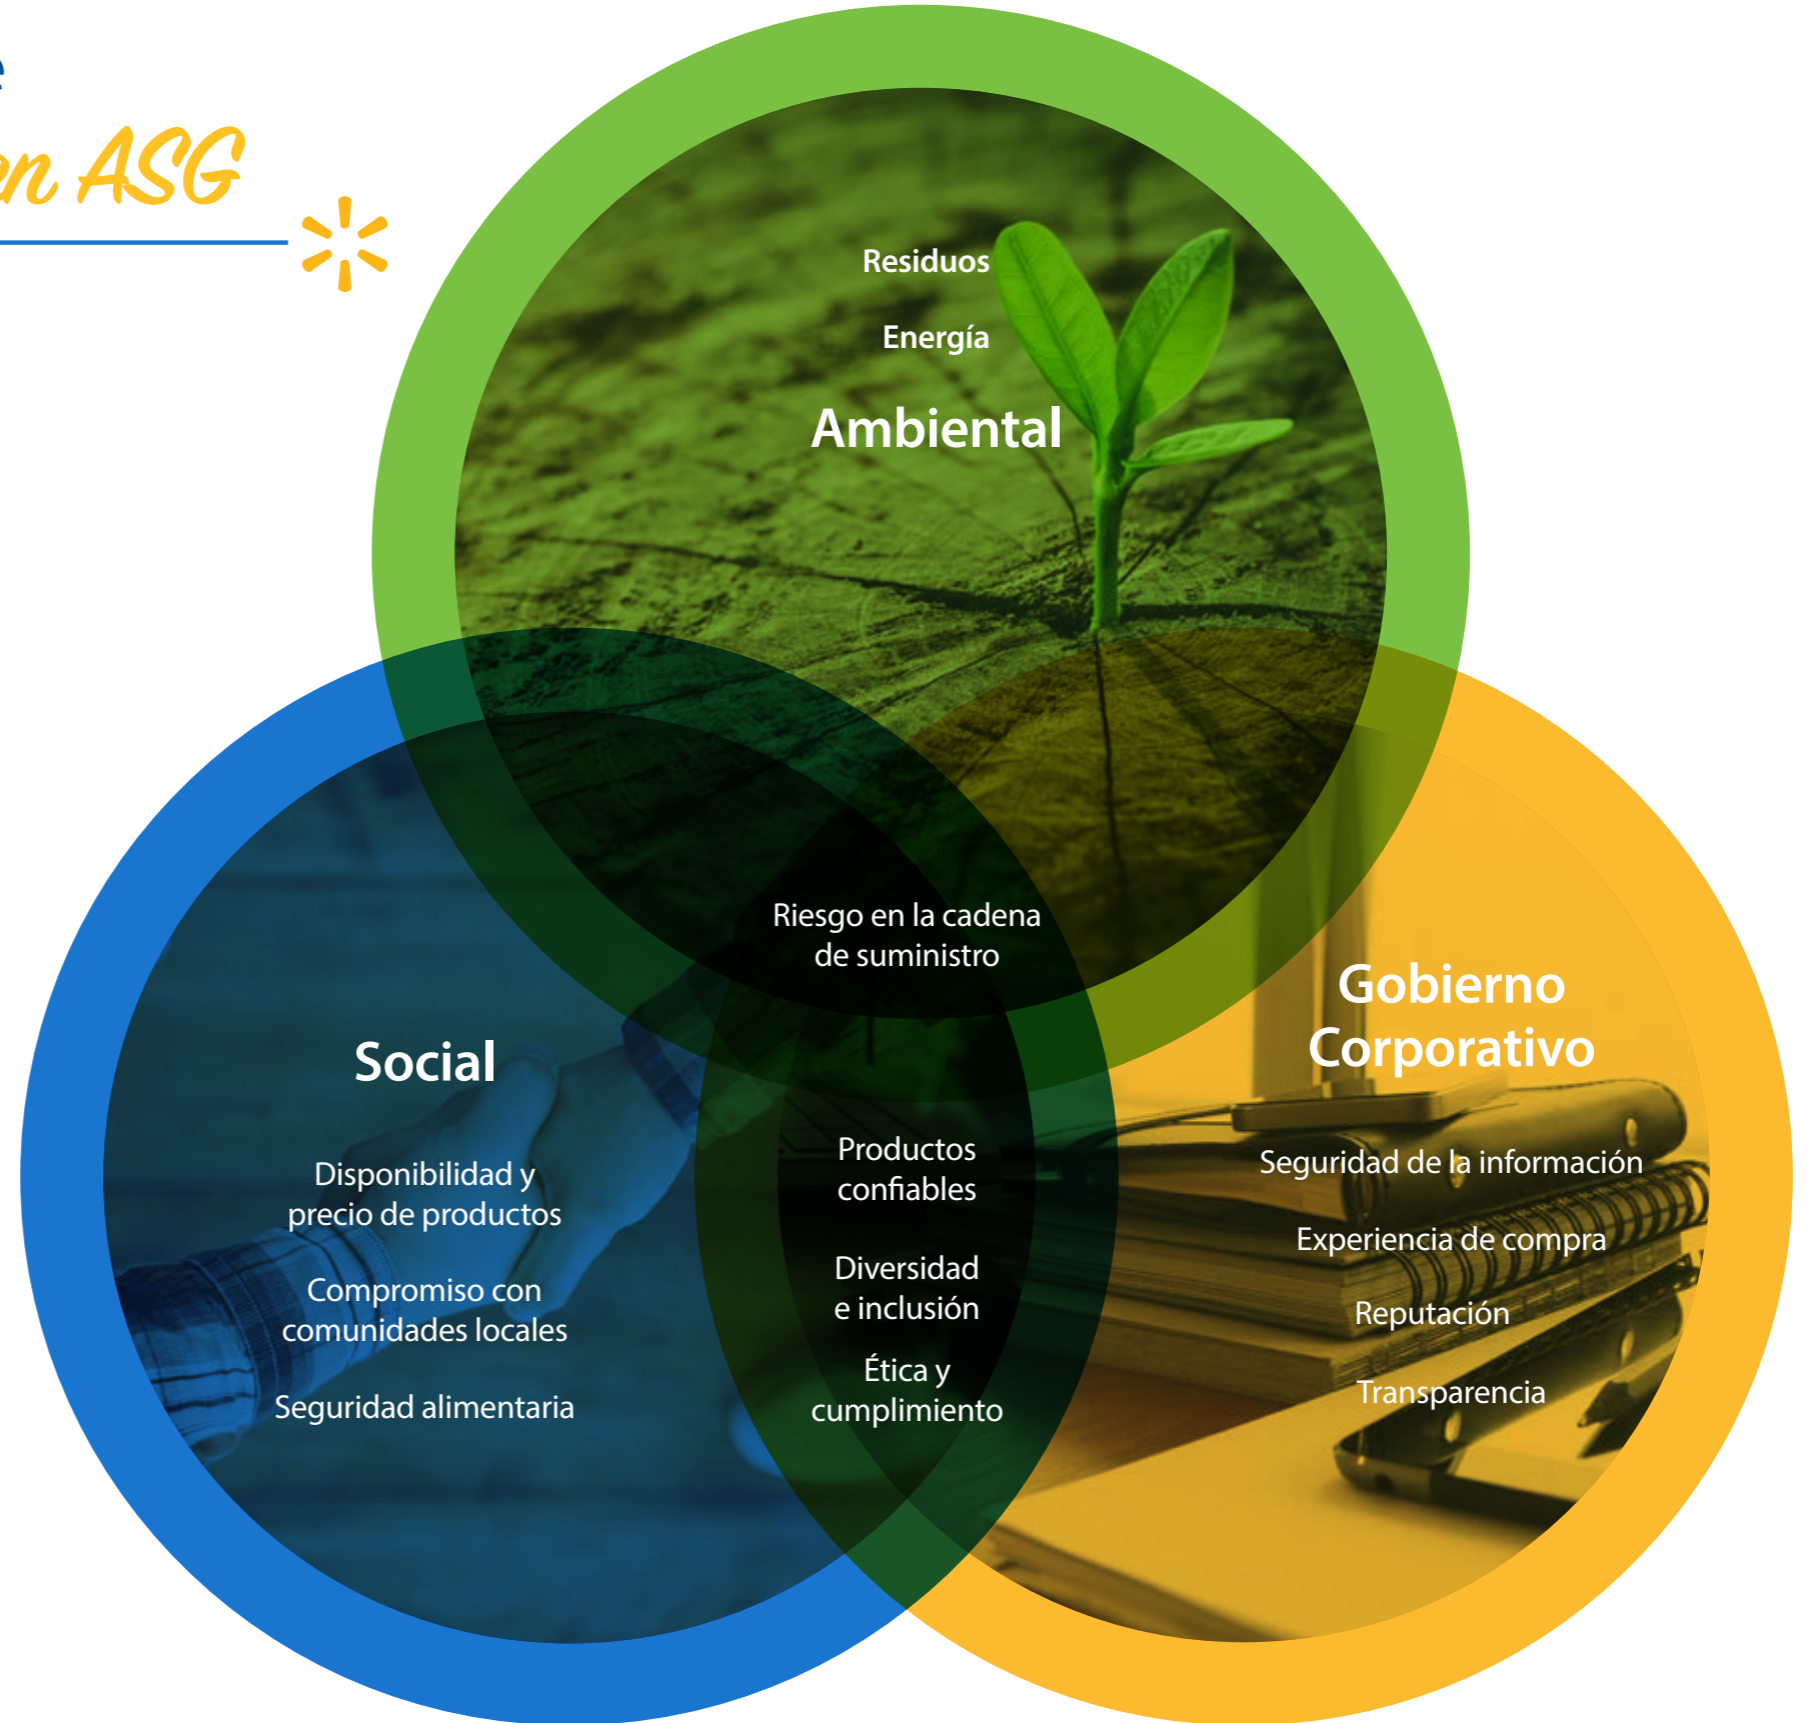 en ASG
Residuos
Energía
Ambiental
Riesgo en la cadena
de suministro
Social
Disponibilidad y
precio de productos
Compromiso con
comunidades locales
Seguridad alimentaria
Productos
confiables
Diversidad
e inclusión
Ética y
cumplimiento
Gobierno
Corporativo
Seguridad de la información
Experiencia de compra
Reputación
Transparencia